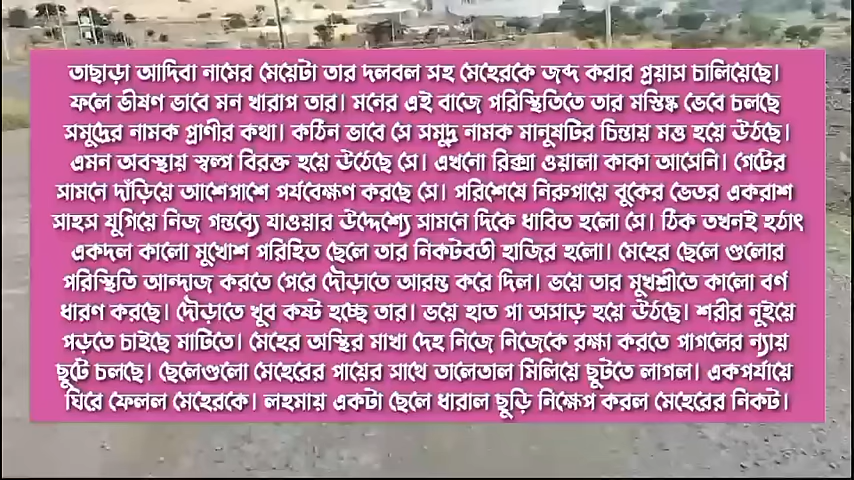 তাছাড়া আদিবা নামের মেয়েটা তার দলবল সহ মেহেরকে জব্দ করার প্রয়াস চালিয়েছে।
ফলে ভীষণ ভাবে মন খারাপ তার। মনের এই বাজে পরিস্থিতিতে তার মস্তিষ্ক ভেবে চলছে
সমুদ্রের নামক প্রাণীর কথা। কঠিন ভাবে সে সমুদ্র নামক মানুষটির চিন্তায় মত্ত হয়ে উঠছে।
এমন অবস্থায় স্বল্প বিরক্ত হয়ে উঠেছে সে। এখনো রিক্সা ওয়ালা কাকা আসেনি। গেটের
সামনে দাঁড়িয়ে আশেপাশে পর্যবেক্ষণ করছে সে। পরিশেষে নিরুপায়ে বুকের ভেতর একরাশ
সাহস যুগিয়ে নিজ গন্তব্যে যাওয়ার উদ্দেশ্যে সামনে দিকে ধাবিত হলো সে। ঠিক তখনই হঠাৎ
একদল কালো মুখোশ পরিহিত ছেলে তার নিকটবর্তী হাজির হলো। মেহের ছেলে গুলোর
পরিস্থিতি আন্দাজ করতে পেরে দৌড়াতে আরম্ভ করে দিল। ভয়ে তার মুখশ্রীতে কালো বর্ণ
ধারণ করছে। দৌড়াতে খুব কষ্ট হচ্ছে তার। ভয়ে হাত পা অসাড় হয়ে উঠছে। শরীর নুইয়ে
পড়তে চাইছে মাটিতে। মেহের অস্থির মাখা দেহ নিজে নিজেকে রক্ষা করতে পাগলের ন্যায়
ছুটে চলছে। ছেলেগুলো মেহেরের পায়ের সাথে তালেতাল মিলিয়ে ছুটতে লাগল। একপর্যায়ে
ঘিরে ফেলল মেহেরকে। লহমায় একটা ছেলে ধারাল ছুড়ি নিক্ষেপ করল মেহেরের নিকট।